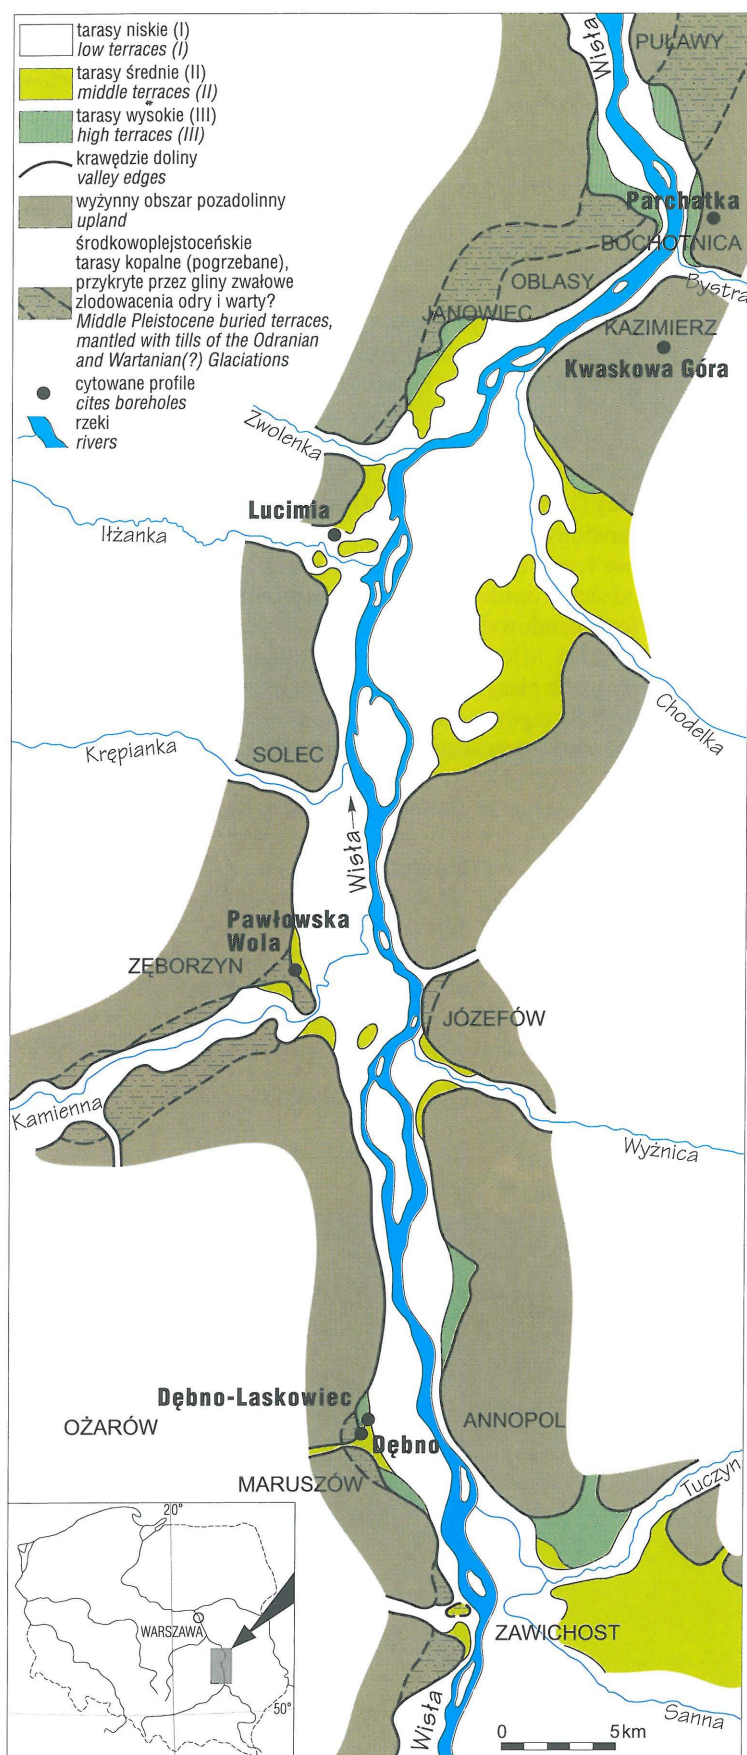 tarasy niskie (I)
low terraces (I)
tarasy średnie (II)
middle terraces (II)
tarasy wysokie (III)
high terraces (III)
krawędzie doliny
valley edges
wyżynny obszar pozadolinny
upland
środkowoplejstoceńskie
tarasy kopalne (pogrzebane),
przykryte przez gliny zwałowe
zlodowacenia odry i warty?
Middle Pleistocene buried terraces,
mantled with tills of the Odranian
and Wartanian(?) Glaciations
cytowane profile
cites boreholes
rzeki
rivers
Wisła
PUŁAWY
Parchatka
BOCHOTNICA
OBLASY
Bystra
JANOWIEC
KAZIMIERZ
Kwaskowa Góra
Zwolenka
Lucimia
Iłżanka
Chodelka
Krępianka
SOLEC
Wisła
Pawłowska
Wola
ZĘBORZYN
JÓZEFÓW
Kamienna
Wyżnica
Dębno-Laskowiec
OŻARÓW
ANNOPOL
Dębno
MARUSZÓW
Tuczyn
20°
WARSZAWA
50°
ZAWICHOST
Sanna
Wisła
0 5 km